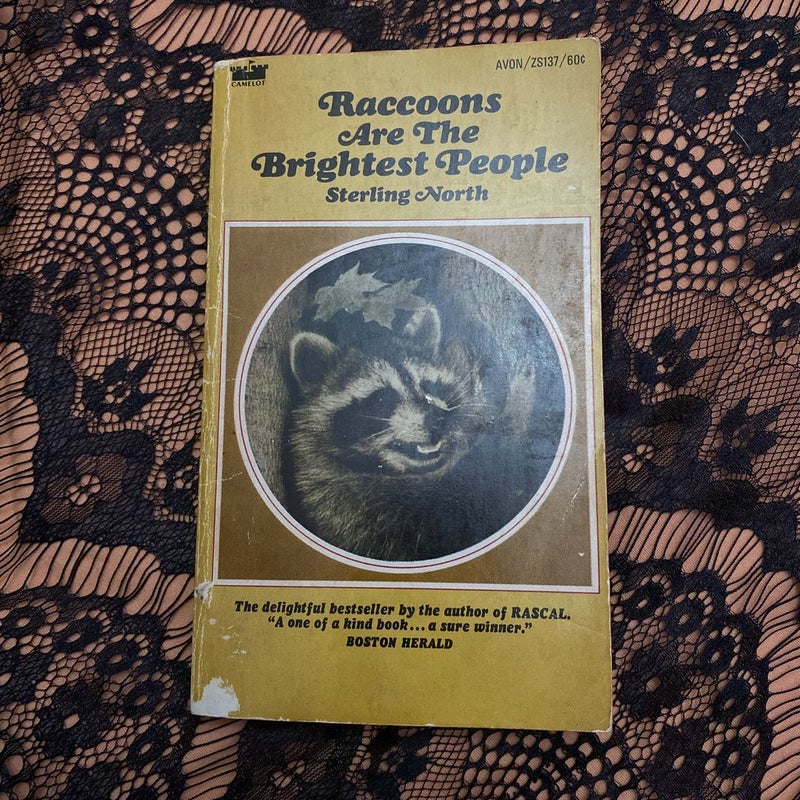 CAMELOT
AVON/ZS137/60¢
Raccoons
Are The
Brightest People
Sterling North
The delightful bestseller by the author of RASCAL.
“A one of a kind book...a sure winner.”
BOSTON HERALD